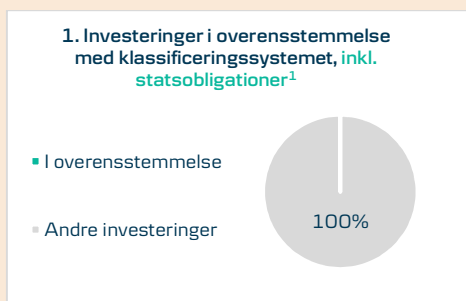 1. Investeringer i overensstemmelse
med klassificeringssystemet, inkl.
statsobligationer¹
I overensstemmelse
Andre investeringer
100%